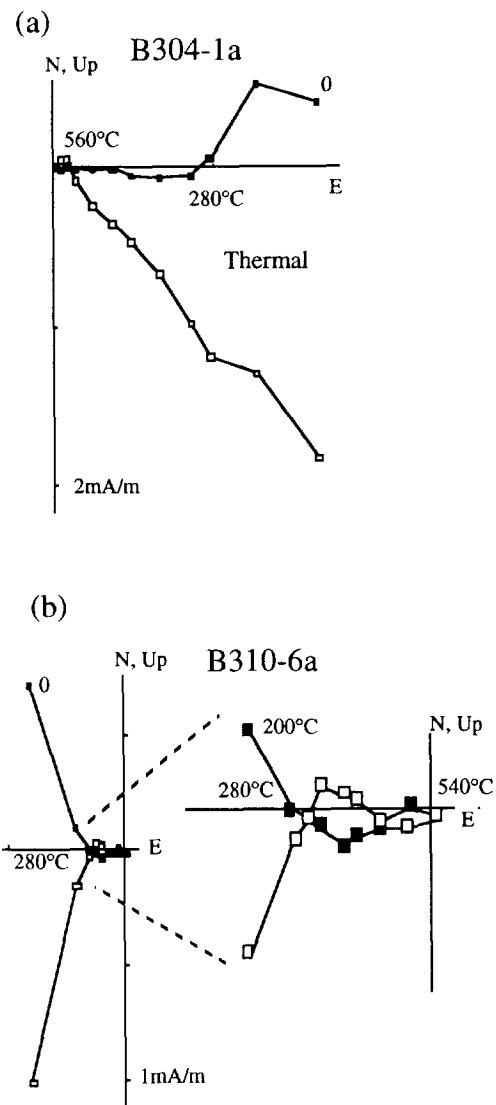 (a)
B304-1a
N, Up
0
560°C
280°C
E
Thermal
2mA/m
(b)
N, Up
B310-6a
0
200°C
N, Up
280°C
540°C
E
280°C
E
1mA/m